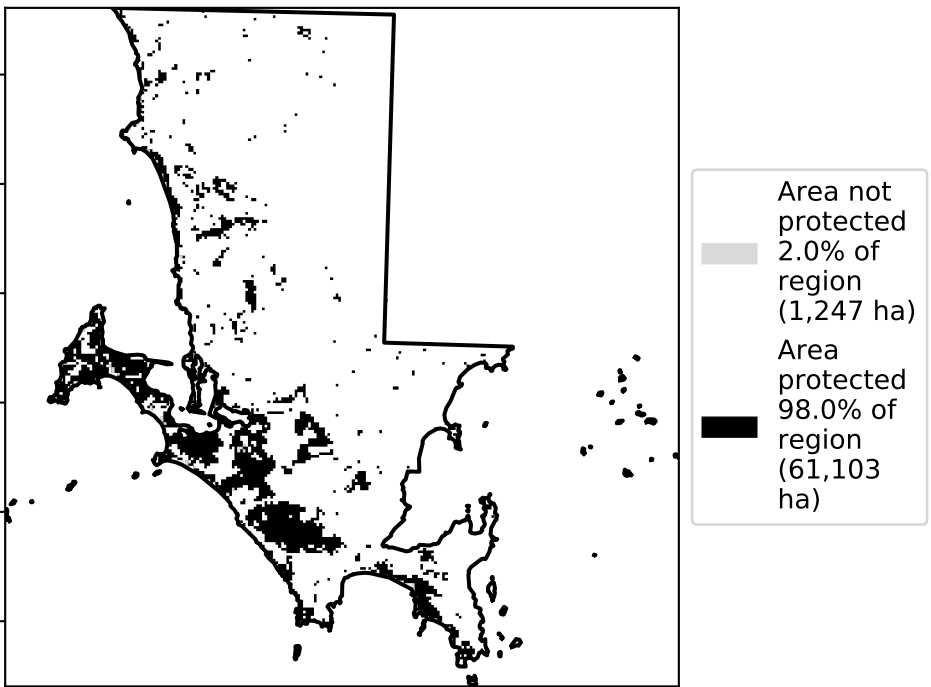 Area not
protected
2.0% of
region
(1,247 ha)
Area
protected
98.0% of
region
(61,103
ha)